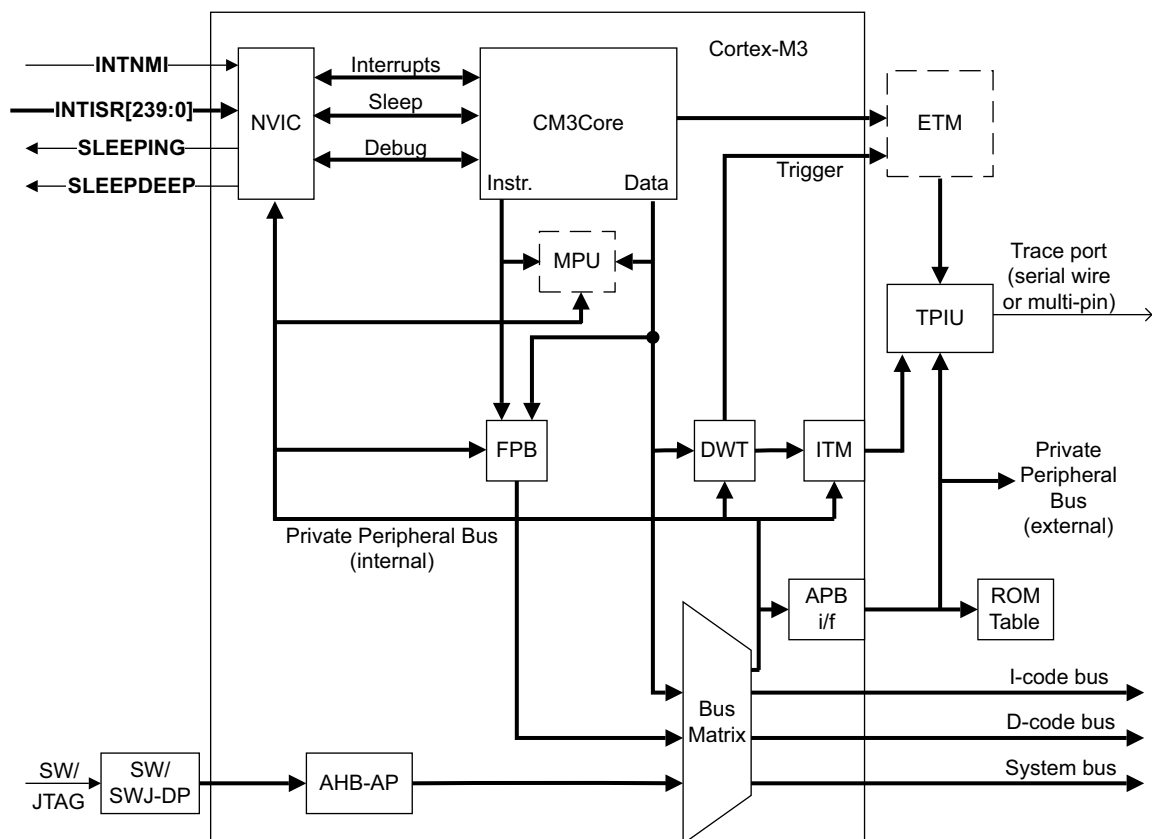 Cortex-M3
INTNMI
INTISR[239:0]
SLEEPING
SLEEPDEEP
NVIC
Interrupts
Sleep
Debug
CM3Core
Instr.
Data
ETM
Trigger
MPU
Trace port
(serial wire
or multi-pin)
TPIU
FPB
DWT
ITM
Private
Peripheral
Bus
(external)
Private Peripheral Bus
(internal)
APB
i/f
ROM
Table
Bus
Matrix
I-code bus
D-code bus
System bus
SW/
JTAG
SW/
SWJ-DP
AHB-AP